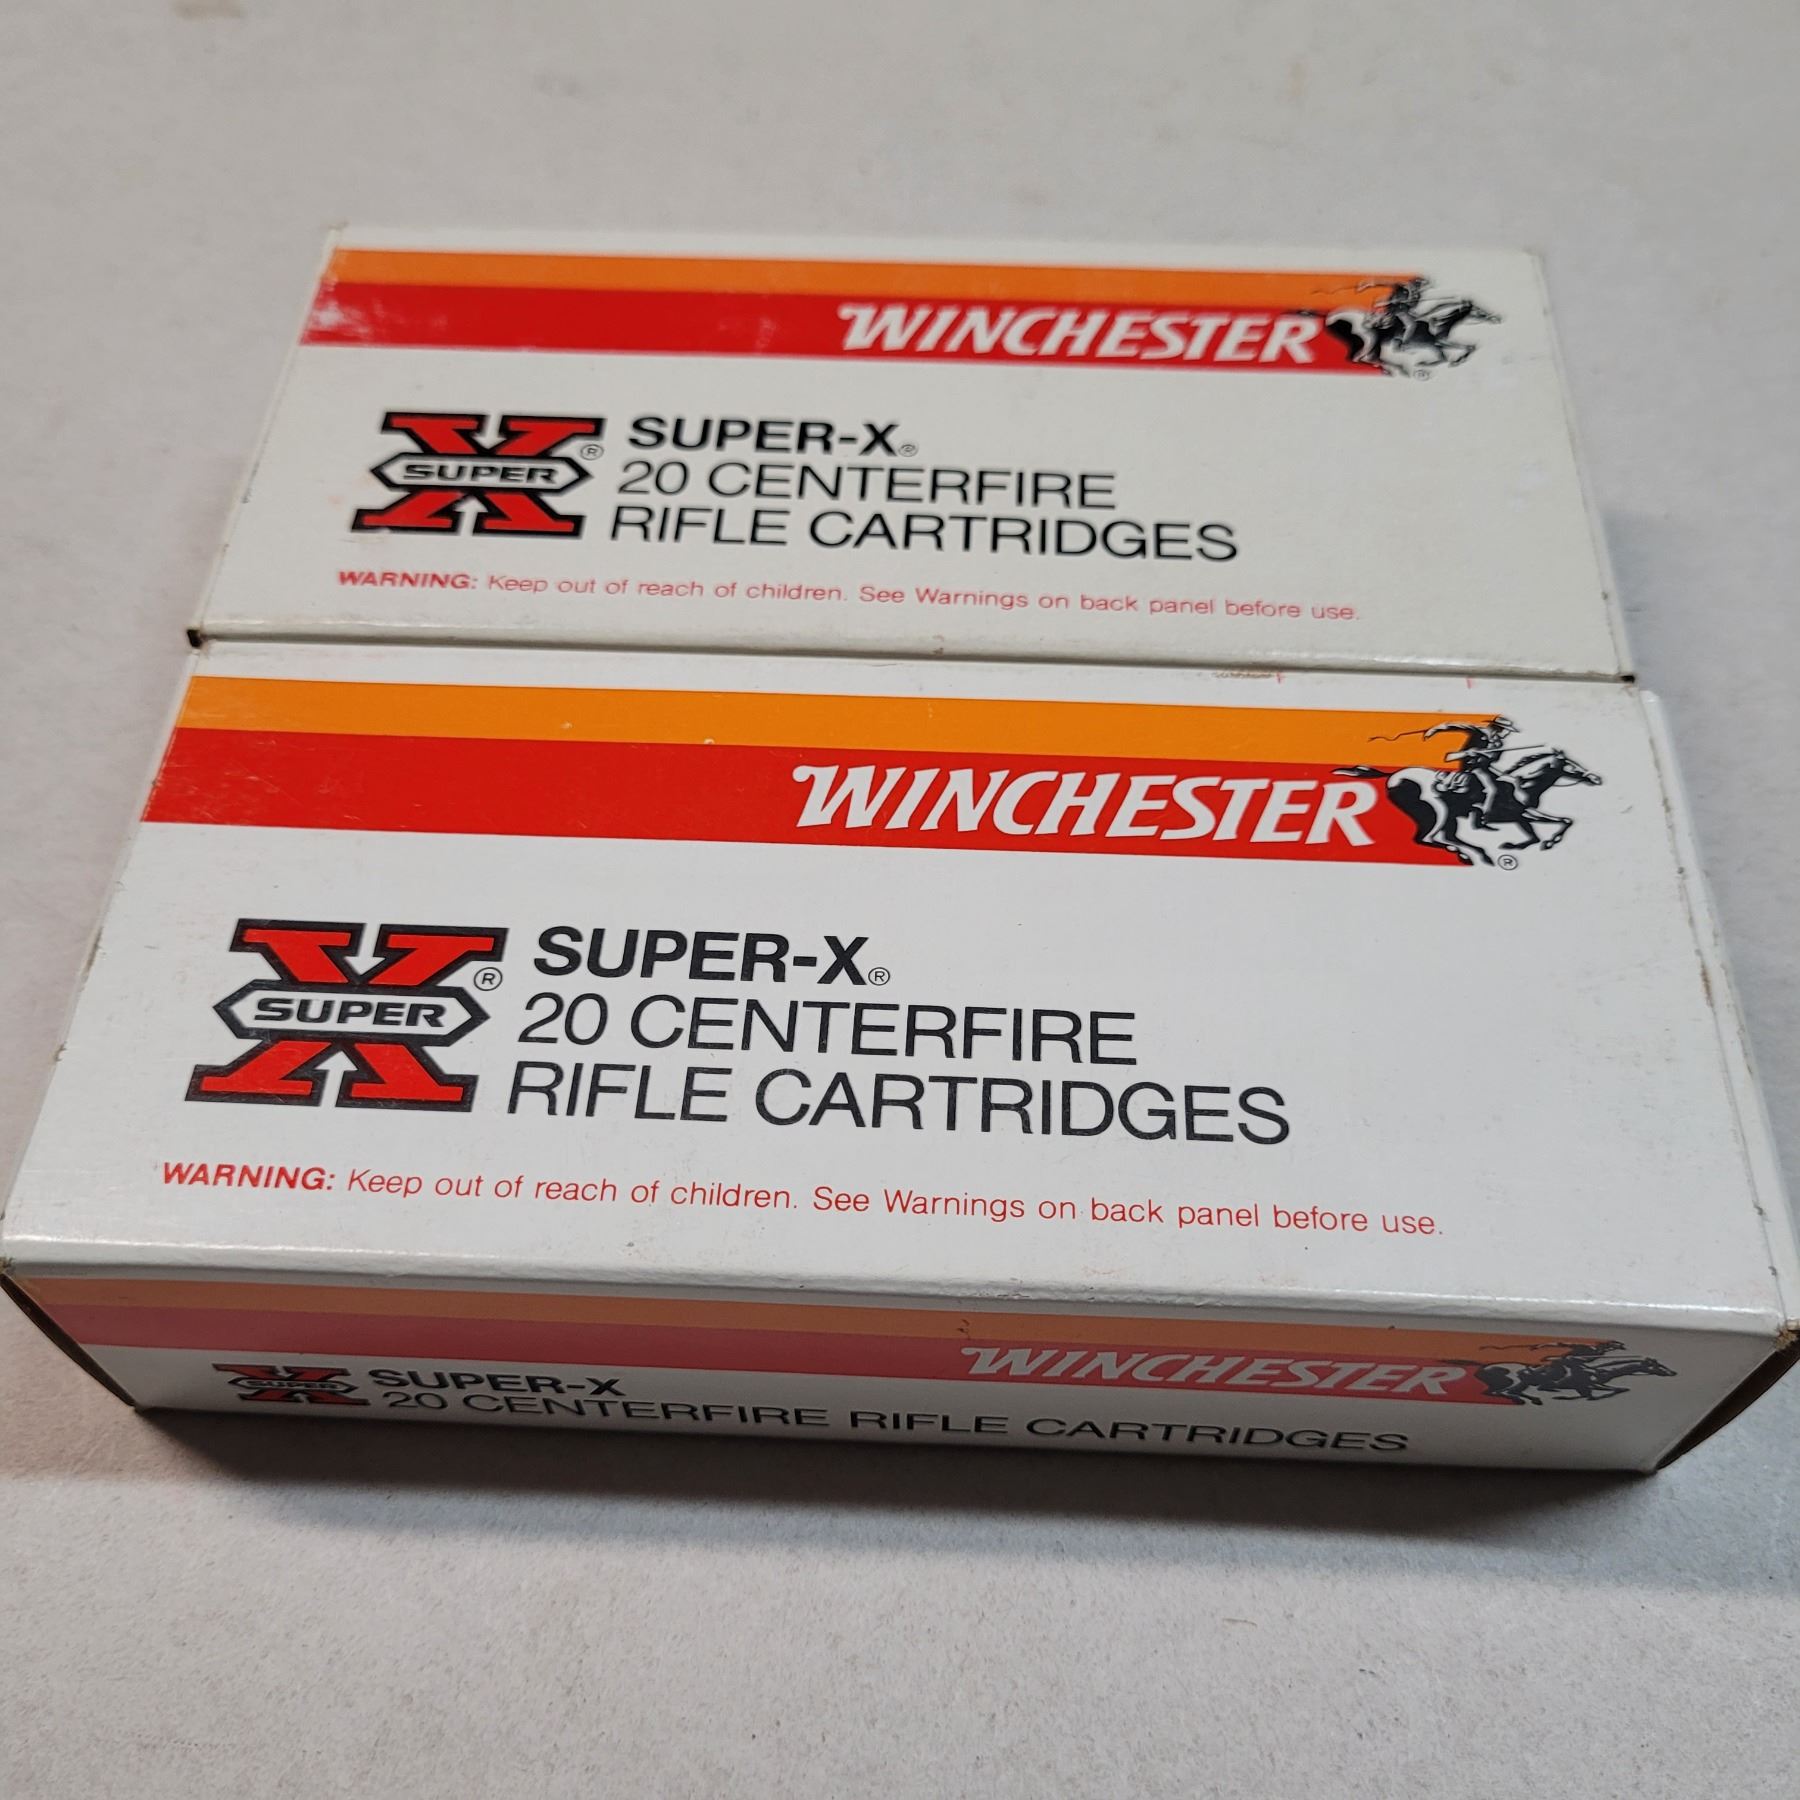 WINCHESTER
®
SUPER
®
SUPER-X®
20 CENTERFIRE
RIFLE CARTRIDGES
WARNING: Keep out of reach of children. See Warnings on back panel before use.
WINCHESTER
®
SUPER
®
SUPER-X®
20 CENTERFIRE
RIFLE CARTRIDGES
WARNING: Keep out of reach of children. See Warnings on back panel before use.
WINCHESTER
SUPER
SUPER-X
20 CENTERFIRE RIFLE CARTRIDGES